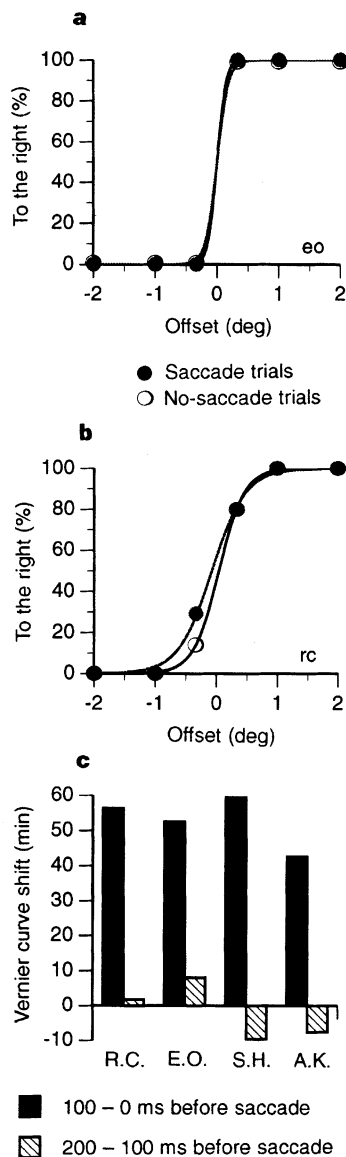 a
To the right (%)
100
80
60
40
20
0
-2
-1
0
1
2
eo
Offset (deg)
Saccade trials
No-saccade trials
b
To the right (%)
100
80
60
40
20
0
-2
-1
0
1
2
rc
Offset (deg)
c
Vernier curve shift (min)
60
50
40
30
20
10
0
-10
R.C. E.O. S.H. A.K.
100 – 0 ms before saccade
200 – 100 ms before saccade